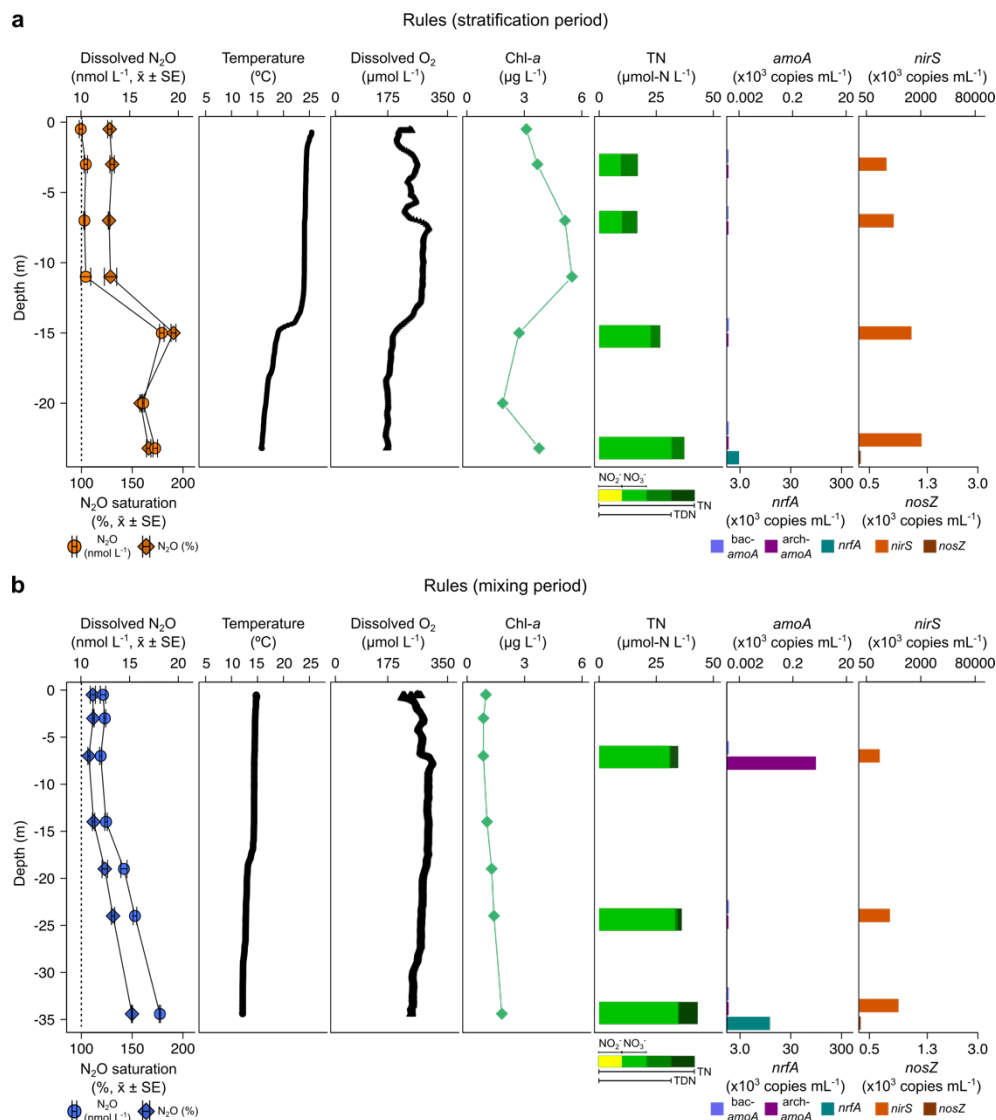 a
Rules (stratification period)
Dissolved N₂O
(nmol L⁻¹, x̄ ± SE)
10 15 20
Temperature
(ºC)
5 10 15 20 25
Dissolved O₂
(µmol L⁻¹)
0 175 350
Chl-a
(µg L⁻¹)
0 3 6
TN
(µmol-N L⁻¹)
0 25 50
amoA
(x10³ copies mL⁻¹)
0.002 0.2 20
nirS
(x10³ copies mL⁻¹)
50 2000 80000
Depth (m)
0
-5
-10
-15
-20
100 150 200
N₂O saturation
(%, x̄ ± SE)
N₂O
(nmol L⁻¹)
N₂O (%)
NO₂⁻ NO₃⁻
TN
TDN
3.0 30 300
nrfA
(x10³ copies mL⁻¹)
0.5 1.3 3.0
nosZ
(x10³ copies mL⁻¹)
bac-
amoA
arch-
amoA
nrfA
nirS
nosZ
b
Rules (mixing period)
Dissolved N₂O
(nmol L⁻¹, x̄ ± SE)
10 15 20
Temperature
(ºC)
5 10 15 20 25
Dissolved O₂
(µmol L⁻¹)
0 175 350
Chl-a
(µg L⁻¹)
0 3 6
TN
(µmol-N L⁻¹)
0 25 50
amoA
(x10³ copies mL⁻¹)
0.002 0.2 20
nirS
(x10³ copies mL⁻¹)
50 2000 80000
Depth (m)
0
-5
-10
-15
-20
-25
-30
-35
100 150 200
N₂O saturation
(%, x̄ ± SE)
N₂O
(nmol L⁻¹)
N₂O (%)
NO₂⁻ NO₃⁻
TN
TDN
3.0 30 300
nrfA
(x10³ copies mL⁻¹)
0.5 1.3 3.0
nosZ
(x10³ copies mL⁻¹)
bac-
amoA
arch-
amoA
nrfA
nirS
nosZ